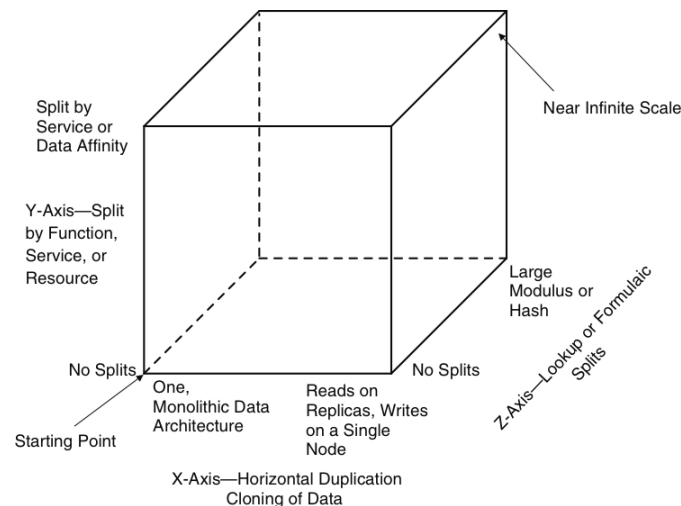 Near Infinite Scale
Split by
Service or
Data Affinity
Y-Axis—Split
by Function,
Service, or
Resource
Large
Modulus or
Hash
Z-Axis—Lookup or Formulaic
Splits
No Splits
No Splits
One,
Monolithic Data
Architecture
Reads on
Replicas, Writes
on a Single
Node
Starting Point
X-Axis—Horizontal Duplication
Cloning of Data